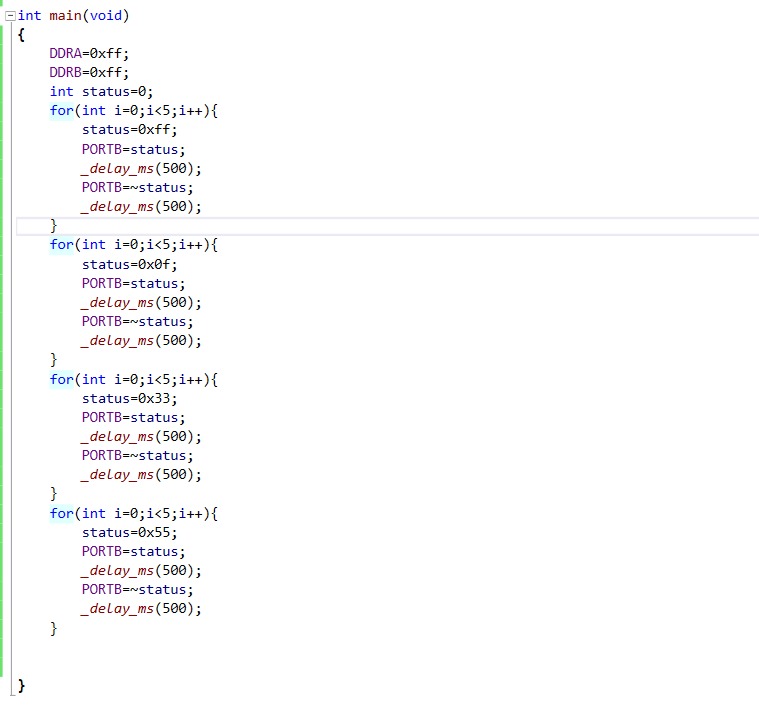 int main(void)
{
    DDRA=0xff;
    DDRB=0xff;
    int status=0;
    for(int i=0;i<5;i++){
        status=0xff;
        PORTB=status;
        _delay_ms(500);
        PORTB=~status;
        _delay_ms(500);
    }
    for(int i=0;i<5;i++){
        status=0x0f;
        PORTB=status;
        _delay_ms(500);
        PORTB=~status;
        _delay_ms(500);
    }
    for(int i=0;i<5;i++){
        status=0x33;
        PORTB=status;
        _delay_ms(500);
        PORTB=~status;
        _delay_ms(500);
    }
    for(int i=0;i<5;i++){
        status=0x55;
        PORTB=status;
        _delay_ms(500);
        PORTB=~status;
        _delay_ms(500);
    }
}